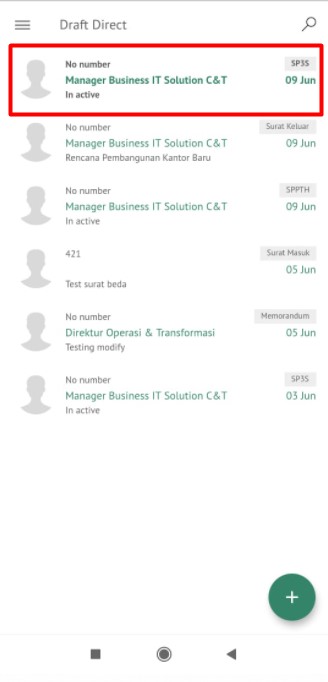 Draft Direct
No number SP3S
Manager Business IT Solution C&T 09 Jun
In active
No number Surat Keluar
Manager Business IT Solution C&T 09 Jun
Rencana Pembangunan Kantor Baru
No number SPPTH
Manager Business IT Solution C&T 09 Jun
In active
421 Surat Masuk
05 Jun
Test surat beda
No number Memorandum
Direktur Operasi & Transformasi 05 Jun
Testing modify
No number SP3S
Manager Business IT Solution C&T 03 Jun
In active